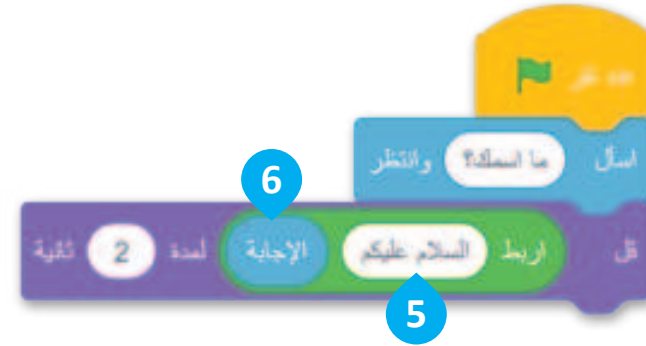 عند نقر
اسأل ما اسمك؟ وانتظر
6
قل اربط السلام عليكم الإجابة لمدة 2 ثانية
5